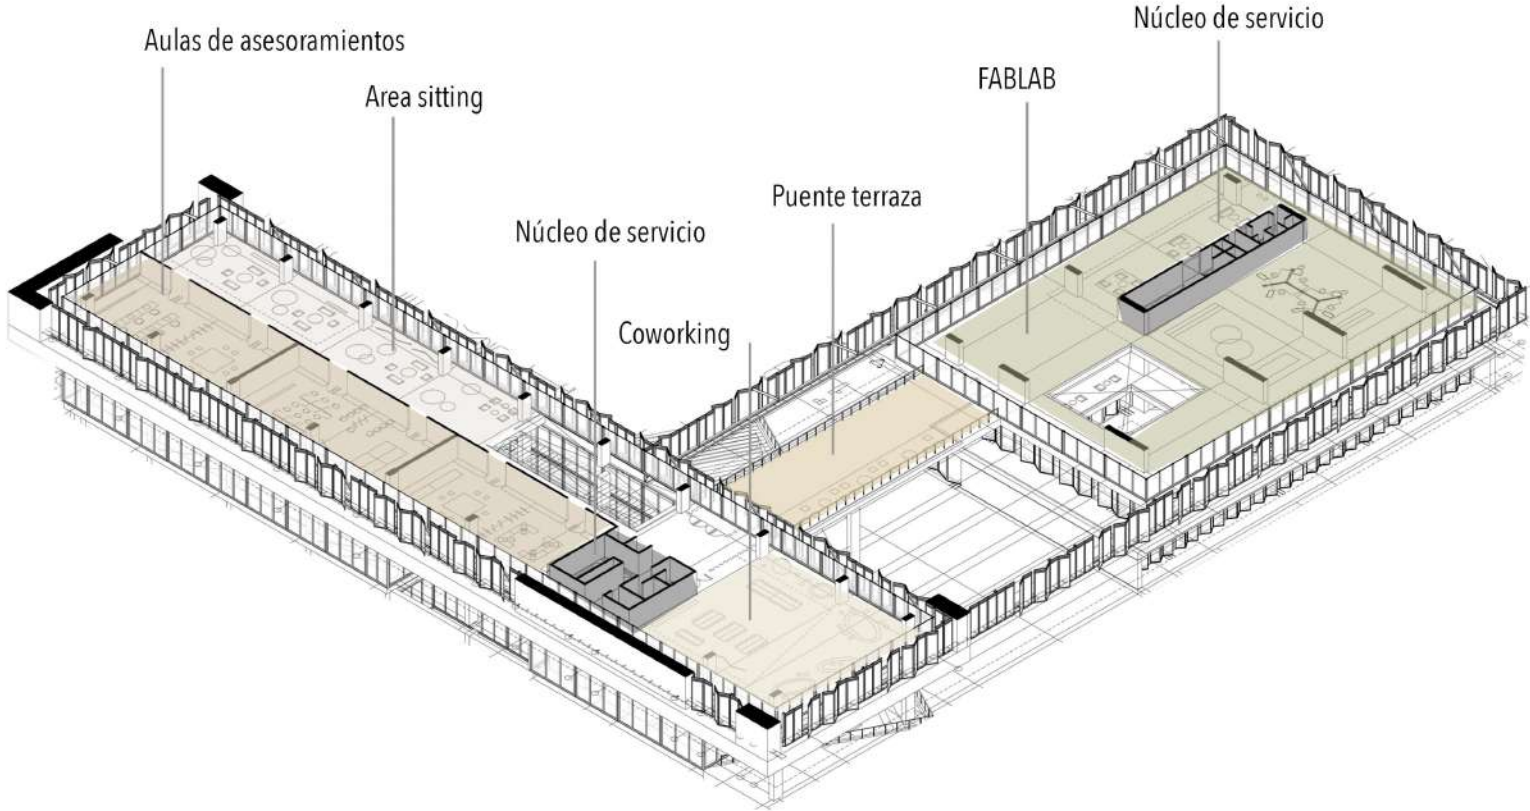 Núcleo de servicio
Aulas de asesoramientos
FABLAB
Area sitting
Puente terraza
Núcleo de servicio
Coworking